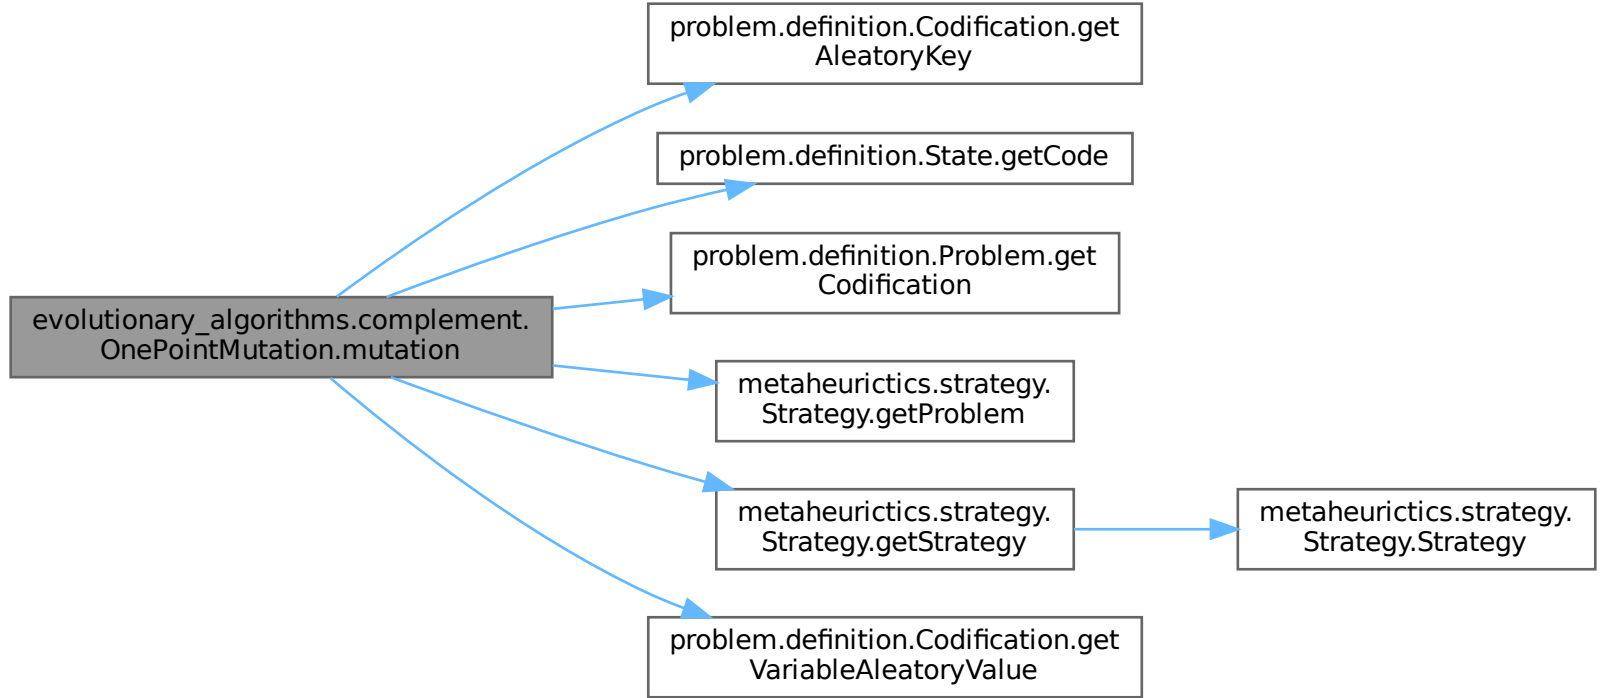 problem.definition.Codification.get
AleatoryKey
problem.definition.State.getCode
problem.definition.Problem.get
Codification
evolutionary_algorithms.complement.
OnePointMutation.mutation
metaheurictics.strategy.
Strategy.getProblem
metaheurictics.strategy.
Strategy.getStrategy
metaheurictics.strategy.
Strategy.Strategy
problem.definition.Codification.get
VariableAleatoryValue